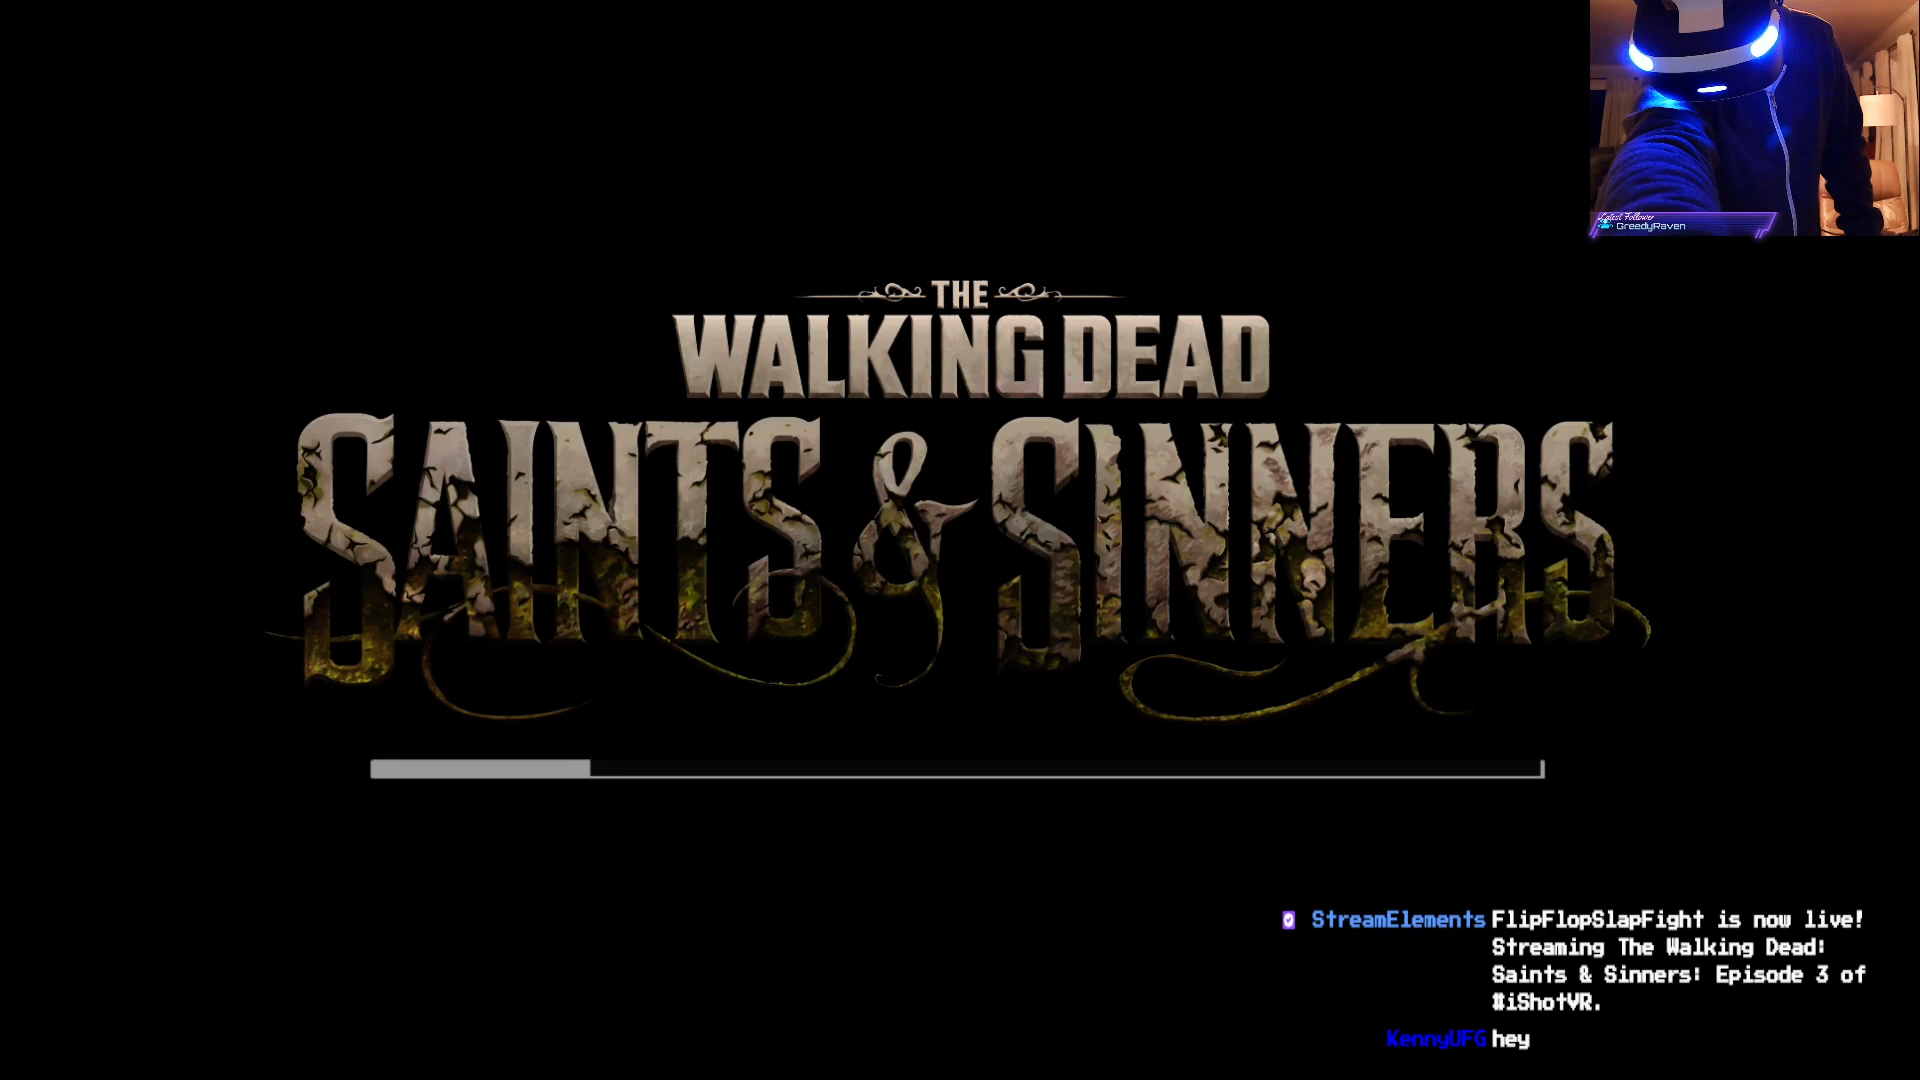 Latest Follower
GreedyRaven
THE
WALKING DEAD
SAINTS & SINNERS
StreamElements FlipFlopSlapFight is now live!
Streaming The Walking Dead:
Saints & Sinners: Episode 3 of
#iShotVR.
KennyUFG hey